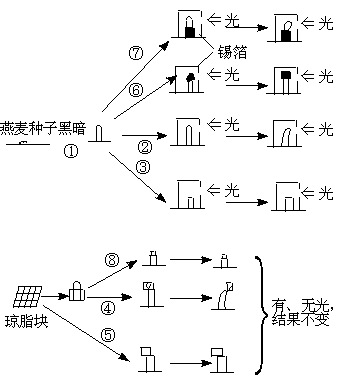 ⇐光 ⇐光
⑦
锡箔
⑥ ⇐光 ⇐光
燕麦种子黑暗
① ② ⇐光 ⇐光
③
⇐光 ⇐光
⑧
④
琼脂块
⑤
有、无光,
结果不变